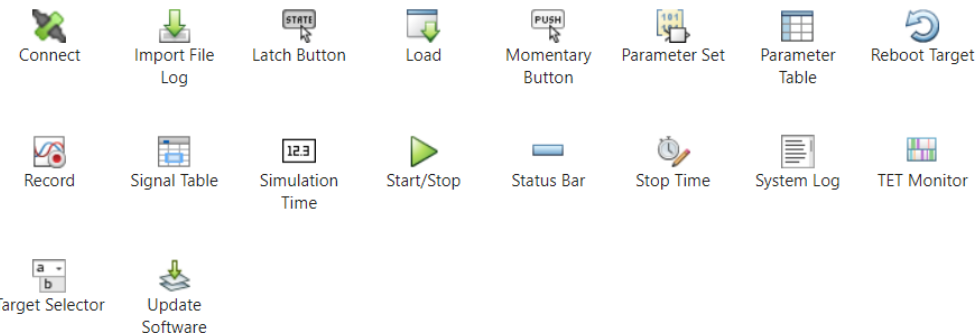 STATE
PUSH
101
Connect
Import File
Log
Latch Button
Load
Momentary
Button
Parameter Set
Parameter
Table
Reboot Target
12.3
Record
Signal Table
Simulation
Time
Start/Stop
Status Bar
Stop Time
System Log
TET Monitor
a
b
Target Selector
Update
Software